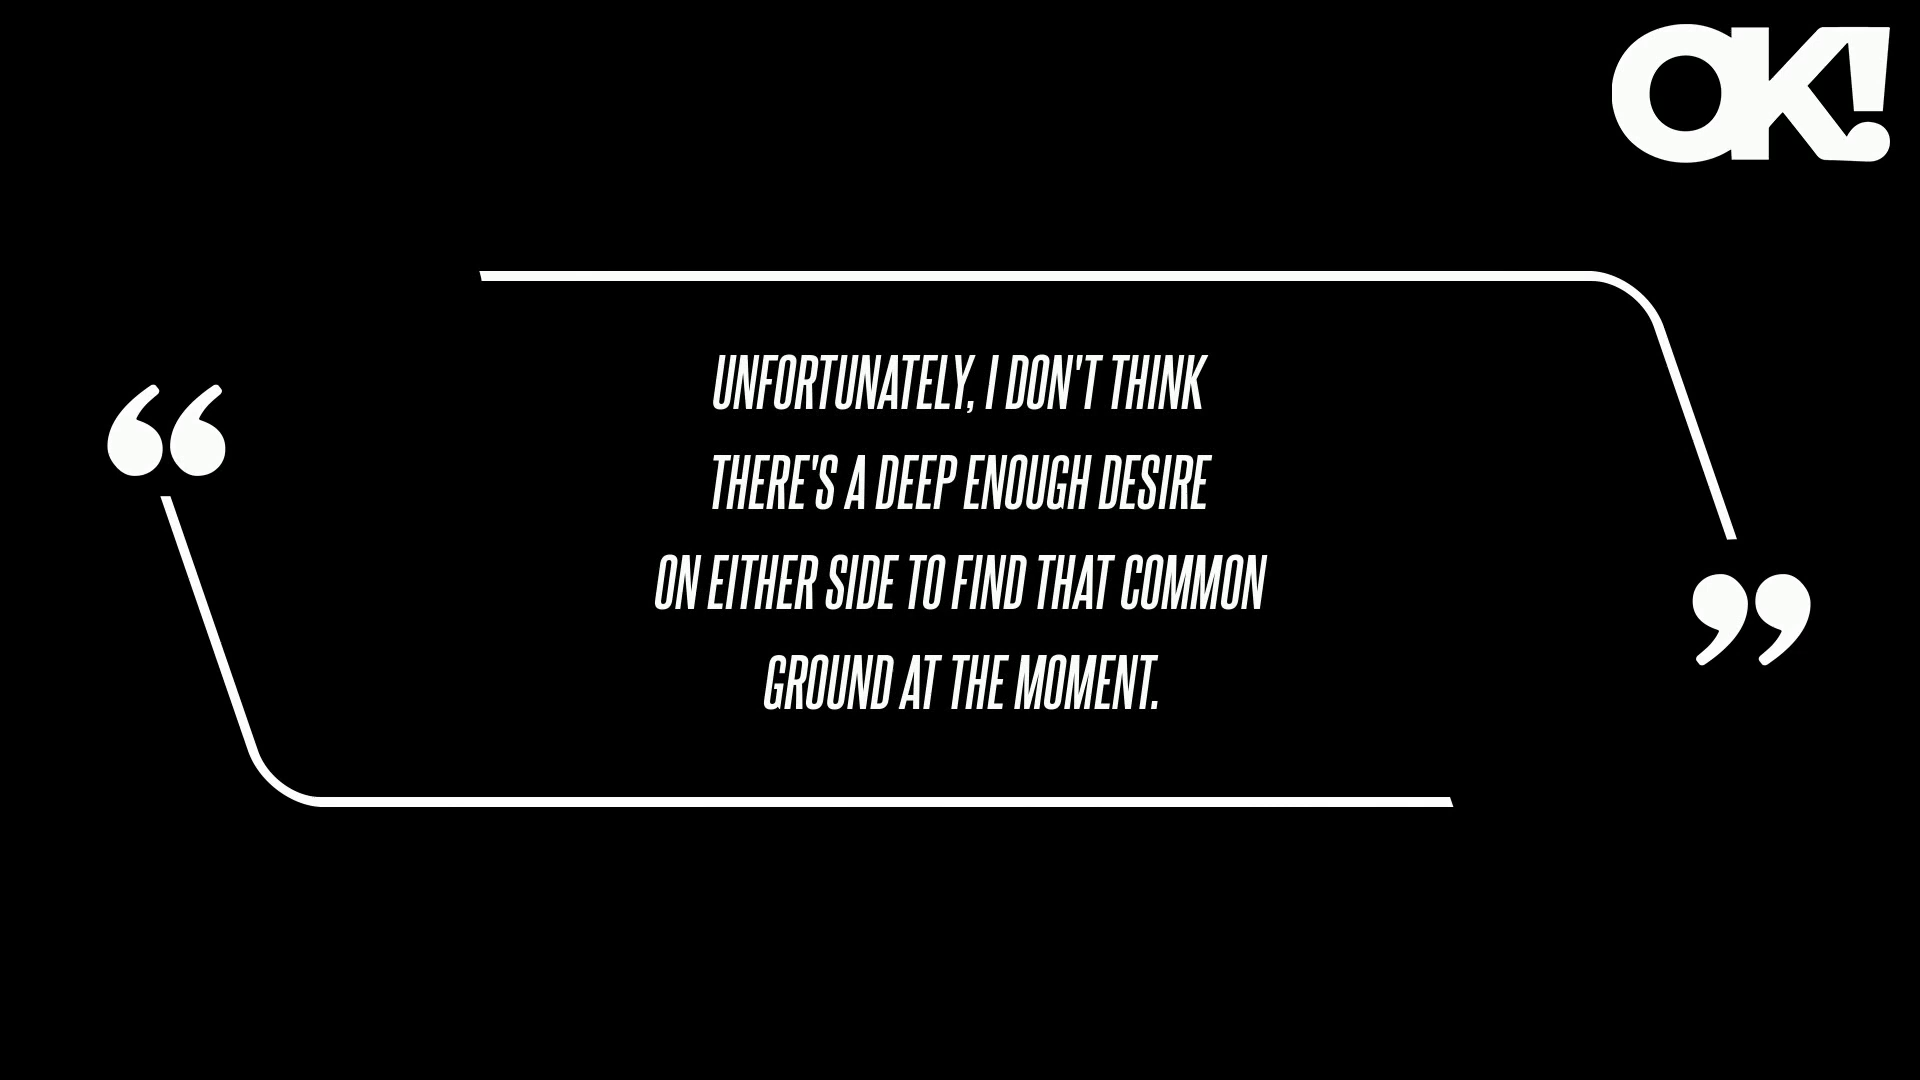 OK!
“
UNFORTUNATELY, I DON'T THINK
THERE'S A DEEP ENOUGH DESIRE
ON EITHER SIDE TO FIND THAT COMMON
GROUND AT THE MOMENT.
”